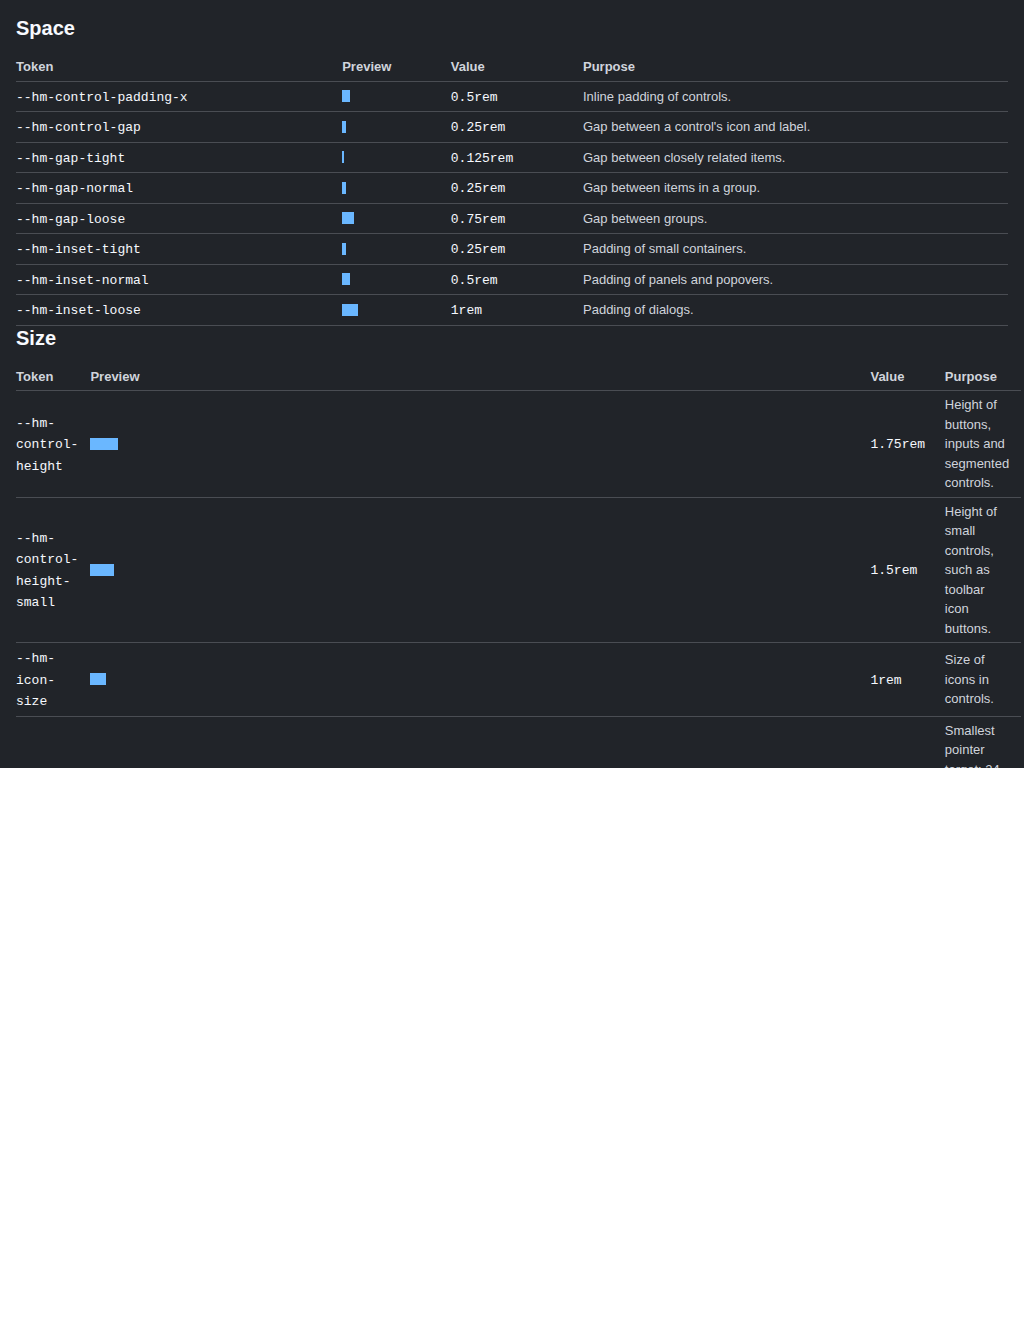 Space
Token Preview Value Purpose
--hm-control-padding-x 0.5rem Inline padding of controls.
--hm-control-gap 0.25rem Gap between a control's icon and label.
--hm-gap-tight 0.125rem Gap between closely related items.
--hm-gap-normal 0.25rem Gap between items in a group.
--hm-gap-loose 0.75rem Gap between groups.
--hm-inset-tight 0.25rem Padding of small containers.
--hm-inset-normal 0.5rem Padding of panels and popovers.
--hm-inset-loose 1rem Padding of dialogs.
Size
Token Preview Value Purpose
--hm-
control-
height
1.75rem
Height of
buttons,
inputs and
segmented
controls.
--hm-
control-
height-
small
1.5rem
Height of
small
controls,
such as
toolbar
icon
buttons.
--hm-
icon-
size
1rem
Size of
icons in
controls.
Smallest
pointer